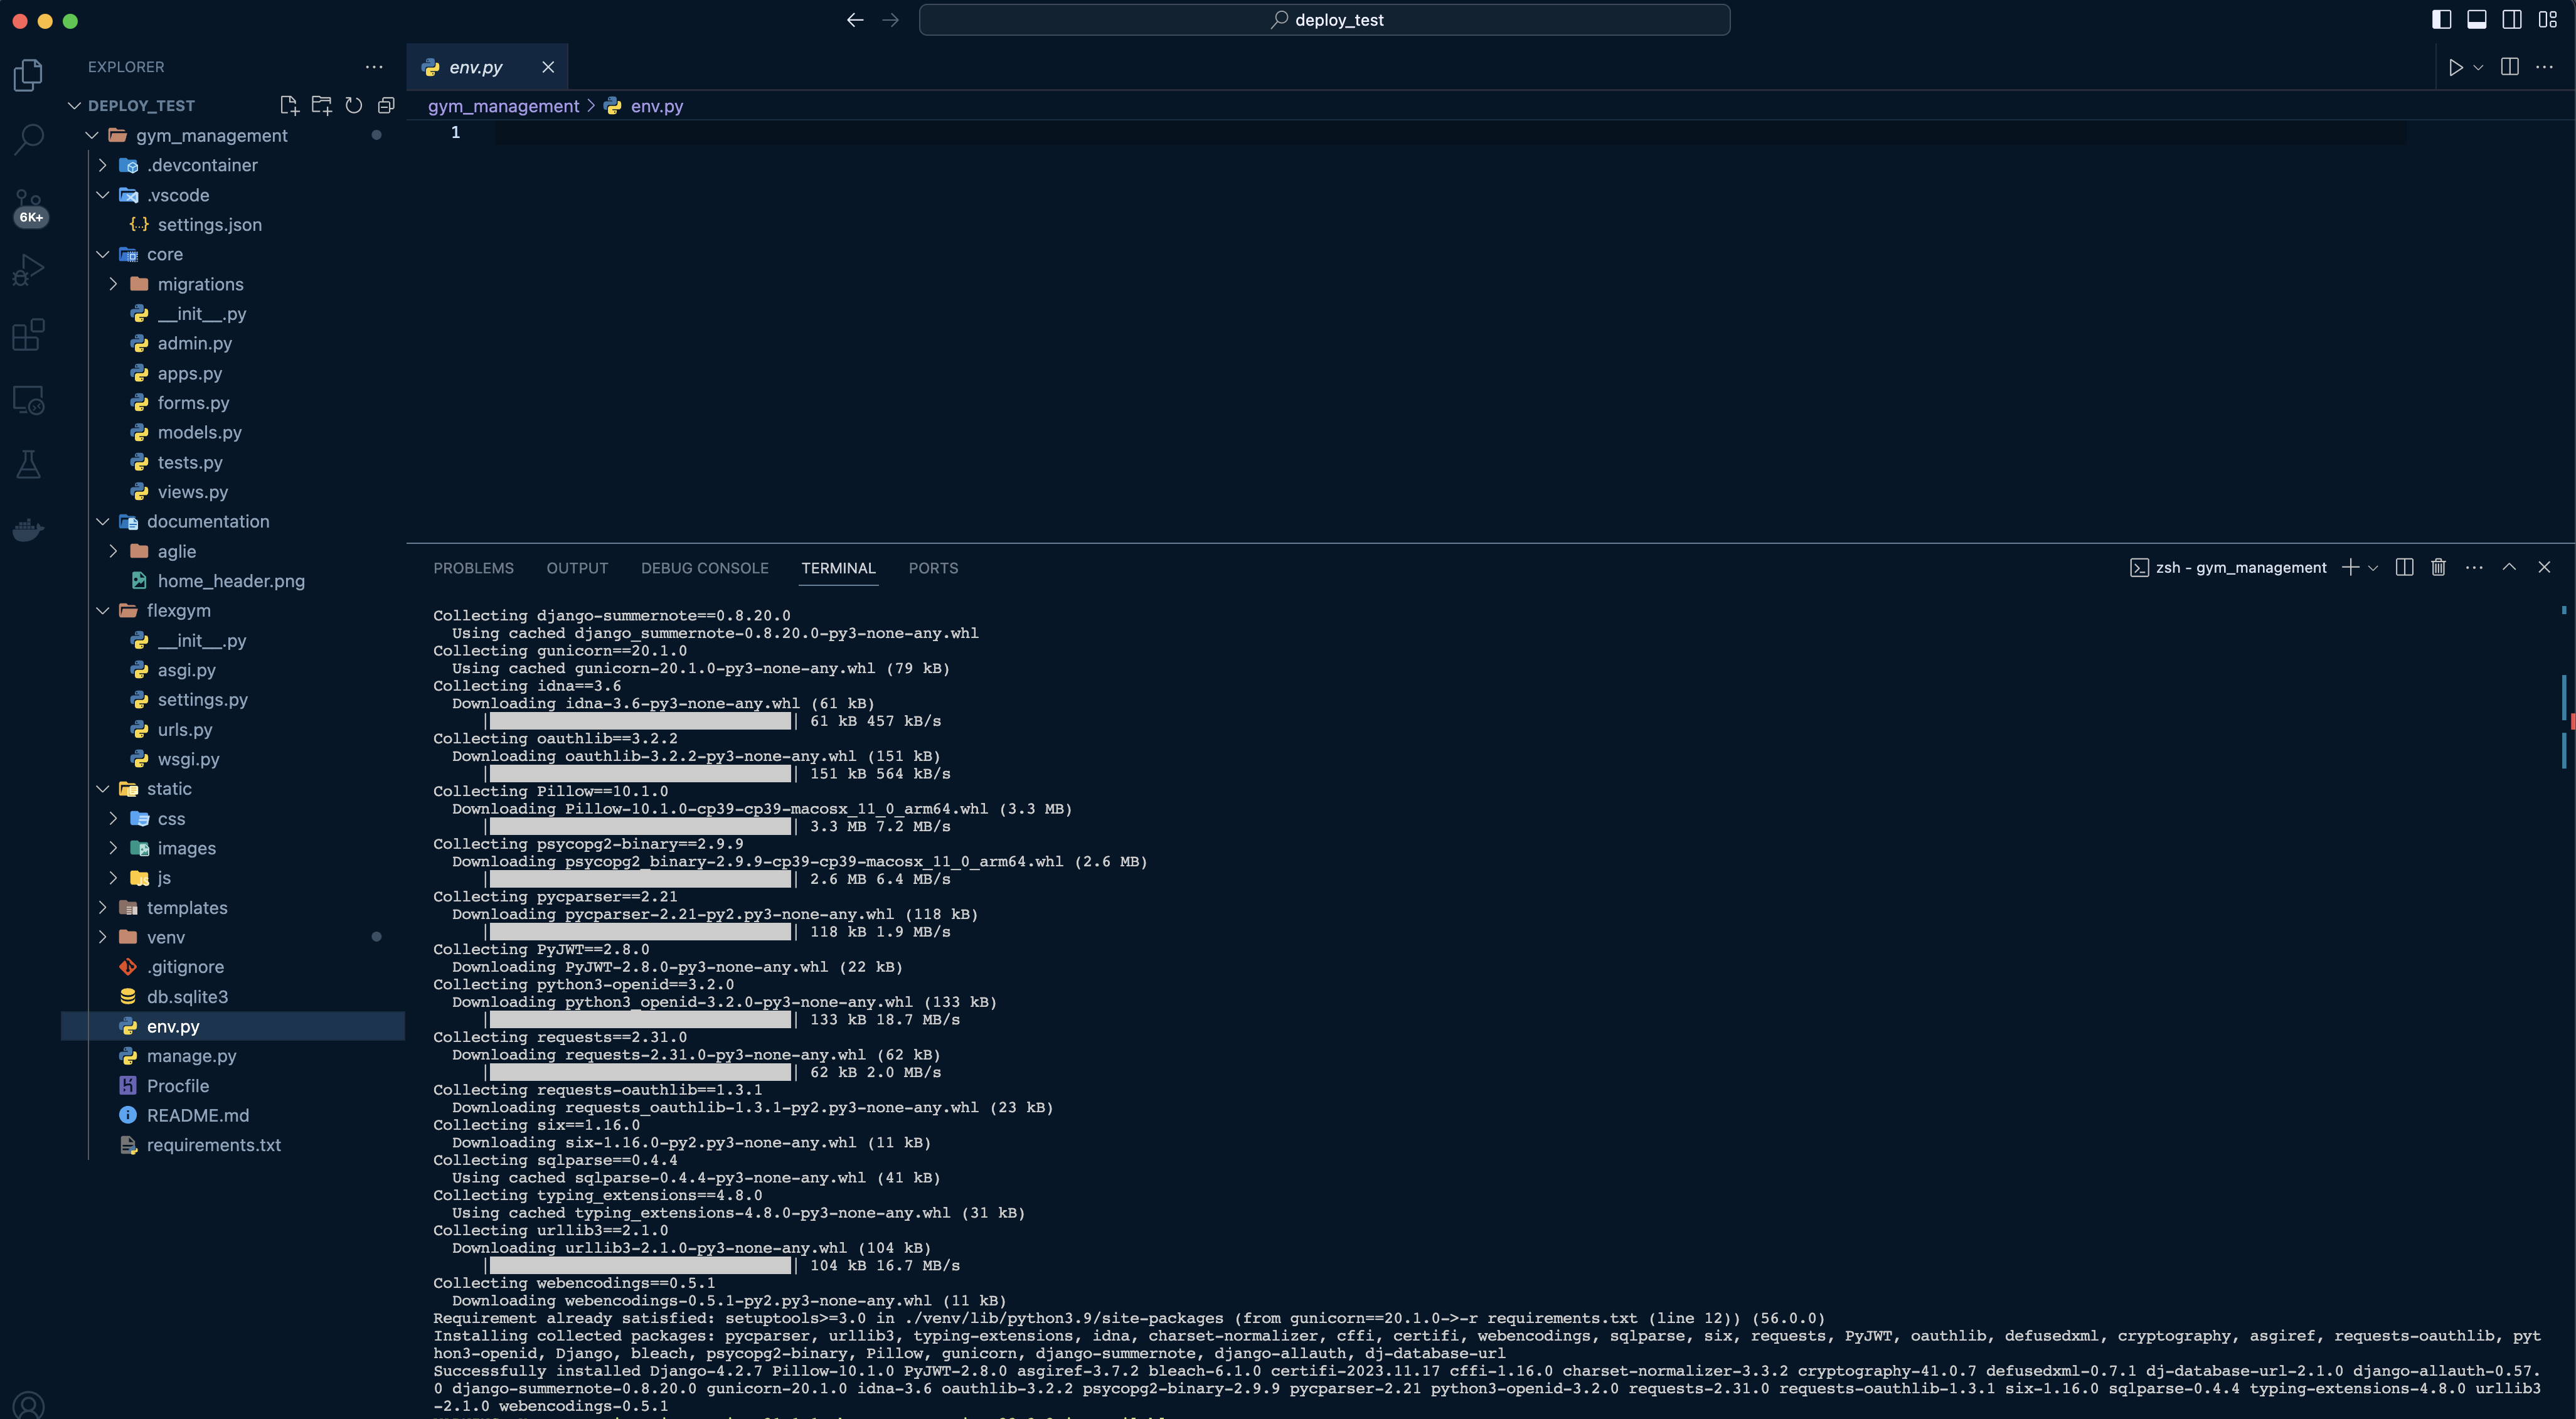 deploy_test
EXPLORER
DEPLOY_TEST
gym_management
.devcontainer
.vscode
settings.json
core
migrations
__init__.py
admin.py
apps.py
forms.py
models.py
tests.py
views.py
documentation
aglie
home_header.png
flexgym
__init__.py
asgi.py
settings.py
urls.py
wsgi.py
static
css
images
js
templates
venv
.gitignore
db.sqlite3
env.py
manage.py
Procfile
README.md
requirements.txt
6K+
env.py
gym_management > env.py
1
PROBLEMS OUTPUT DEBUG CONSOLE TERMINAL PORTS
zsh - gym_management
Collecting django-summernote==0.8.20.0
Using cached django_summernote-0.8.20.0-py3-none-any.whl
Collecting gunicorn==20.1.0
Using cached gunicorn-20.1.0-py3-none-any.whl (79 kB)
Collecting idna==3.6
Downloading idna-3.6-py3-none-any.whl (61 kB)
| | 61 kB 457 kB/s
Collecting oauthlib==3.2.2
Downloading oauthlib-3.2.2-py3-none-any.whl (151 kB)
| | 151 kB 564 kB/s
Collecting Pillow==10.1.0
Downloading Pillow-10.1.0-cp39-cp39-macosx_11_0_arm64.whl (3.3 MB)
| | 3.3 MB 7.2 MB/s
Collecting psycopg2-binary==2.9.9
Downloading psycopg2_binary-2.9.9-cp39-cp39-macosx_11_0_arm64.whl (2.6 MB)
| | 2.6 MB 6.4 MB/s
Collecting pycparser==2.21
Downloading pycparser-2.21-py2.py3-none-any.whl (118 kB)
| | 118 kB 1.9 MB/s
Collecting PyJWT==2.8.0
Downloading PyJWT-2.8.0-py3-none-any.whl (22 kB)
Collecting python3-openid==3.2.0
Downloading python3_openid-3.2.0-py3-none-any.whl (133 kB)
| | 133 kB 18.7 MB/s
Collecting requests==2.31.0
Downloading requests-2.31.0-py3-none-any.whl (62 kB)
| | 62 kB 2.0 MB/s
Collecting requests-oauthlib==1.3.1
Downloading requests_oauthlib-1.3.1-py2.py3-none-any.whl (23 kB)
Collecting six==1.16.0
Downloading six-1.16.0-py2.py3-none-any.whl (11 kB)
Collecting sqlparse==0.4.4
Using cached sqlparse-0.4.4-py3-none-any.whl (41 kB)
Collecting typing_extensions==4.8.0
Using cached typing_extensions-4.8.0-py3-none-any.whl (31 kB)
Collecting urllib3==2.1.0
Downloading urllib3-2.1.0-py3-none-any.whl (104 kB)
| | 104 kB 16.7 MB/s
Collecting webencodings==0.5.1
Downloading webencodings-0.5.1-py2.py3-none-any.whl (11 kB)
Requirement already satisfied: setuptools>=3.0 in ./venv/lib/python3.9/site-packages (from gunicorn==20.1.0->-r requirements.txt (line 12)) (56.0.0)
Installing collected packages: pycparser, urllib3, typing-extensions, idna, charset-normalizer, cffi, certifi, webencodings, sqlparse, six, requests, PyJWT, oauthlib, defusedxml, cryptography, asgiref, requests-oauthlib, pyt
hon3-openid, Django, bleach, psycopg2-binary, Pillow, gunicorn, django-summernote, django-allauth, dj-database-url
Successfully installed Django-4.2.7 Pillow-10.1.0 PyJWT-2.8.0 asgiref-3.7.2 bleach-6.1.0 certifi-2023.11.17 cffi-1.16.0 charset-normalizer-3.3.2 cryptography-41.0.7 defusedxml-0.7.1 dj-database-url-2.1.0 django-allauth-0.57.
0 django-summernote-0.8.20.0 gunicorn-20.1.0 idna-3.6 oauthlib-3.2.2 psycopg2-binary-2.9.9 pycparser-2.21 python3-openid-3.2.0 requests-2.31.0 requests-oauthlib-1.3.1 six-1.16.0 sqlparse-0.4.4 typing-extensions-4.8.0 urllib3
-2.1.0 webencodings-0.5.1